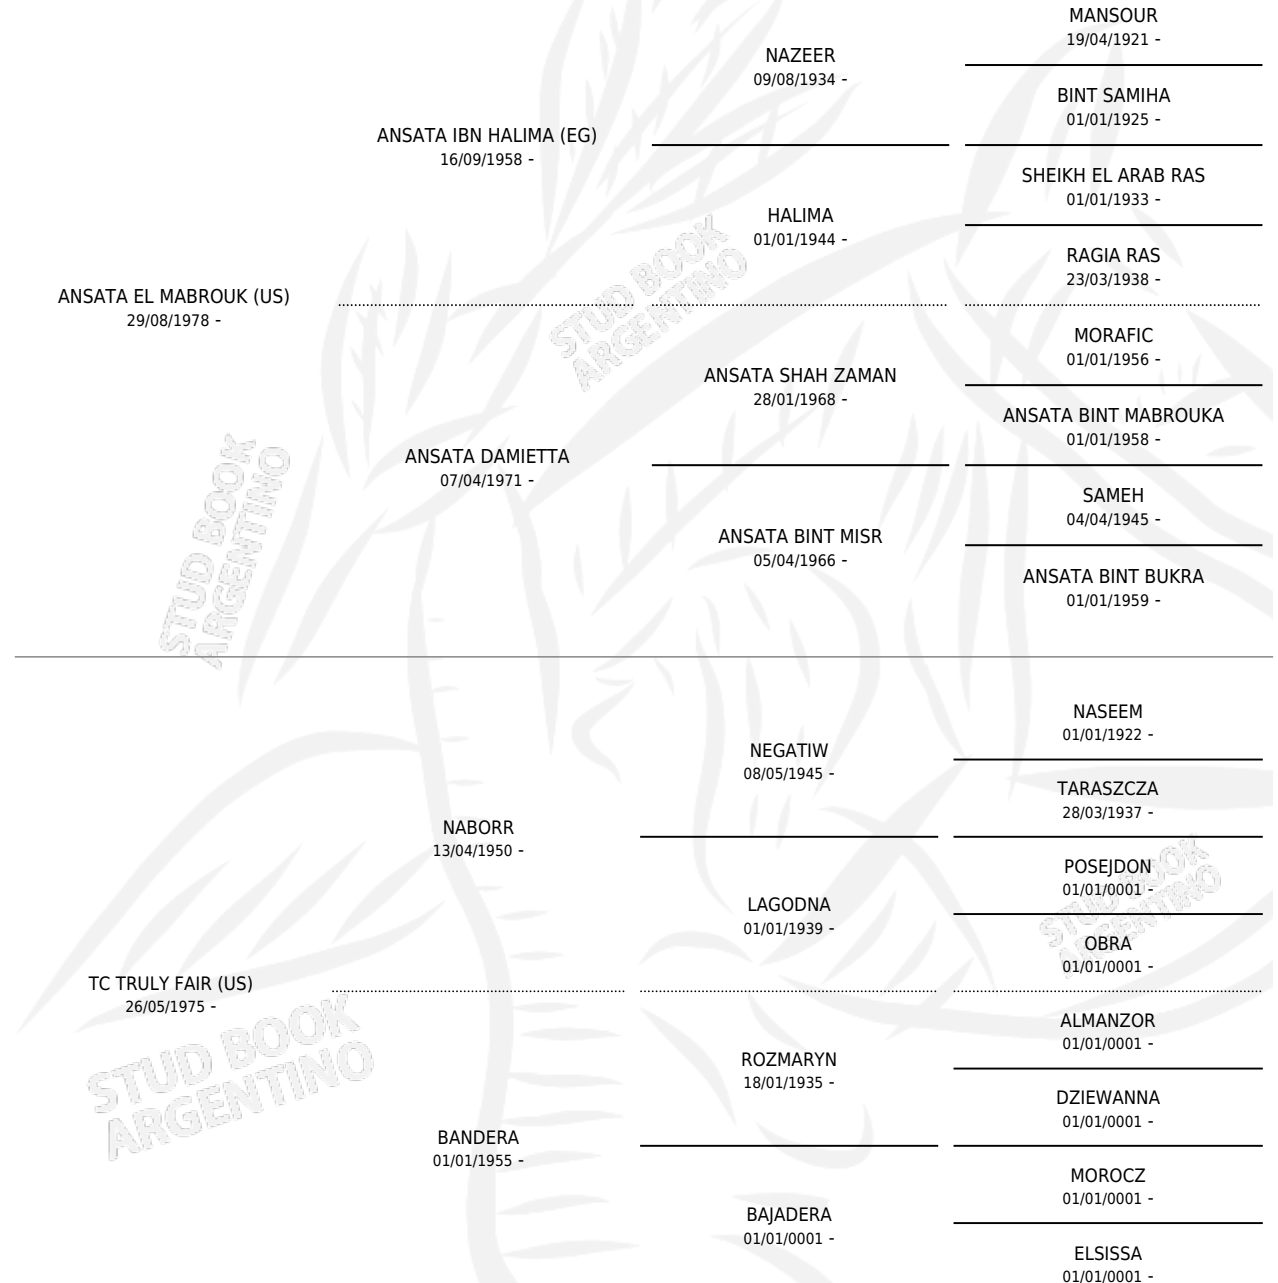 MANSOUR
19/04/1921 -
NAZEER
09/08/1934 -
BINT SAMIHA
01/01/1925 -
ANSATA IBN HALIMA (EG)
16/09/1958 -
SHEIKH EL ARAB RAS
01/01/1933 -
HALIMA
01/01/1944 -
RAGIA RAS
23/03/1938 -
ANSATA EL MABROUK (US)
29/08/1978 -
MORAFIC
01/01/1956 -
ANSATA SHAH ZAMAN
28/01/1968 -
ANSATA BINT MABROUKA
01/01/1958 -
ANSATA DAMIETTA
07/04/1971 -
SAMEH
04/04/1945 -
ANSATA BINT MISR
05/04/1966 -
ANSATA BINT BUKRA
01/01/1959 -
STUD BOOK
ARGENTINO
STUD BOOK
ARGENTINO
NASEEM
01/01/1922 -
NEGATIW
08/05/1945 -
TARASZCZA
28/03/1937 -
NABORR
13/04/1950 -
POSEJDON
01/01/0001 -
LAGODNA
01/01/1939 -
OBRA
01/01/0001 -
STUD BOOK
ARGENTINO
TC TRULY FAIR (US)
26/05/1975 -
ALMANZOR
01/01/0001 -
ROZMARYN
18/01/1935 -
DZIEWANNA
01/01/0001 -
STUD BOOK
ARGENTINO
BANDERA
01/01/1955 -
MOROCZ
01/01/0001 -
BAJADERA
01/01/0001 -
ELSISSA
01/01/0001 -